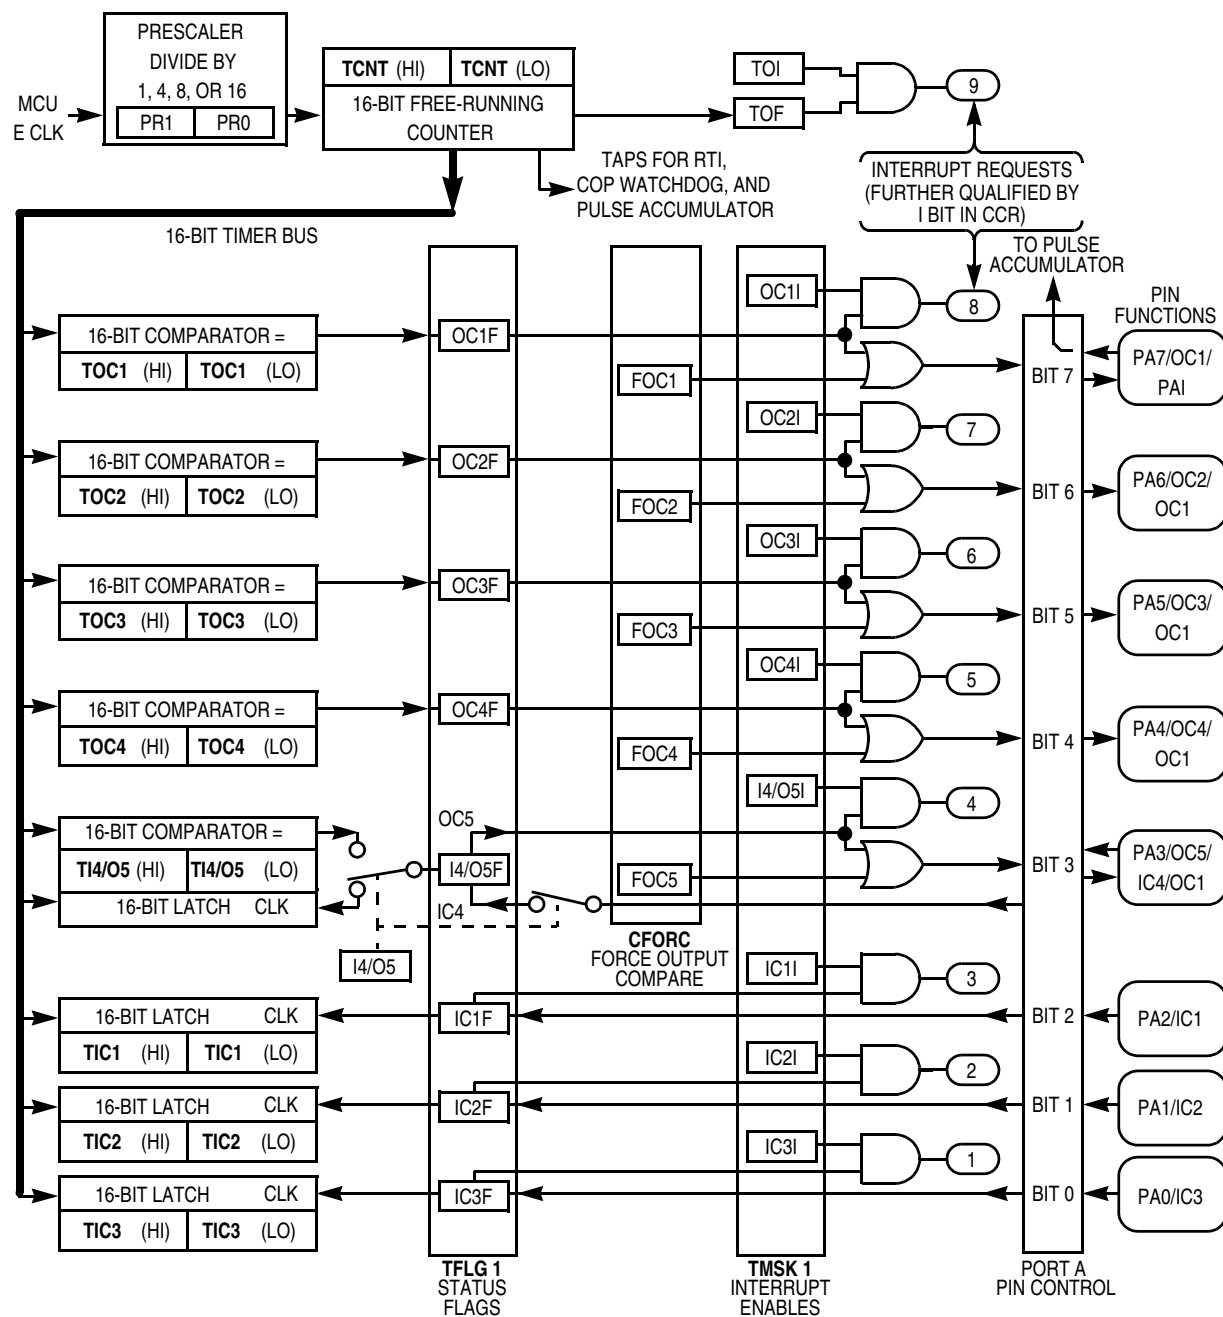 PRESCALER
DIVIDE BY
1, 4, 8, OR 16
PR1 PR0
MCU
E CLK
TCNT (HI) TCNT (LO)
16-BIT FREE-RUNNING
COUNTER
TOI
TOF
9
TAPS FOR RTI,
COP WATCHDOG, AND
PULSE ACCUMULATOR
INTERRUPT REQUESTS
(FURTHER QUALIFIED BY
I BIT IN CCR)
16-BIT TIMER BUS
TO PULSE
ACCUMULATOR
PIN
FUNCTIONS
OC1I
8
16-BIT COMPARATOR =
TOC1 (HI) TOC1 (LO)
OC1F
FOC1
BIT 7
PA7/OC1/
PAI
OC2I
7
16-BIT COMPARATOR =
TOC2 (HI) TOC2 (LO)
OC2F
FOC2
BIT 6
PA6/OC2/
OC1
OC3I
6
16-BIT COMPARATOR =
TOC3 (HI) TOC3 (LO)
OC3F
FOC3
BIT 5
PA5/OC3/
OC1
OC4I
5
16-BIT COMPARATOR =
TOC4 (HI) TOC4 (LO)
OC4F
FOC4
BIT 4
PA4/OC4/
OC1
I4/O5I
4
16-BIT COMPARATOR =
TI4/O5 (HI) TI4/O5 (LO)
16-BIT LATCH CLK
OC5
I4/O5F
IC4
FOC5
BIT 3
PA3/OC5/
IC4/OC1
I4/O5
CFORC
FORCE OUTPUT
COMPARE
IC1I
3
16-BIT LATCH CLK
TIC1 (HI) TIC1 (LO)
IC1F
BIT 2
PA2/IC1
IC2I
2
16-BIT LATCH CLK
TIC2 (HI) TIC2 (LO)
IC2F
BIT 1
PA1/IC2
IC3I
1
16-BIT LATCH CLK
TIC3 (HI) TIC3 (LO)
IC3F
BIT 0
PA0/IC3
TFLG 1
STATUS
FLAGS
TMSK 1
INTERRUPT
ENABLES
PORT A
PIN CONTROL